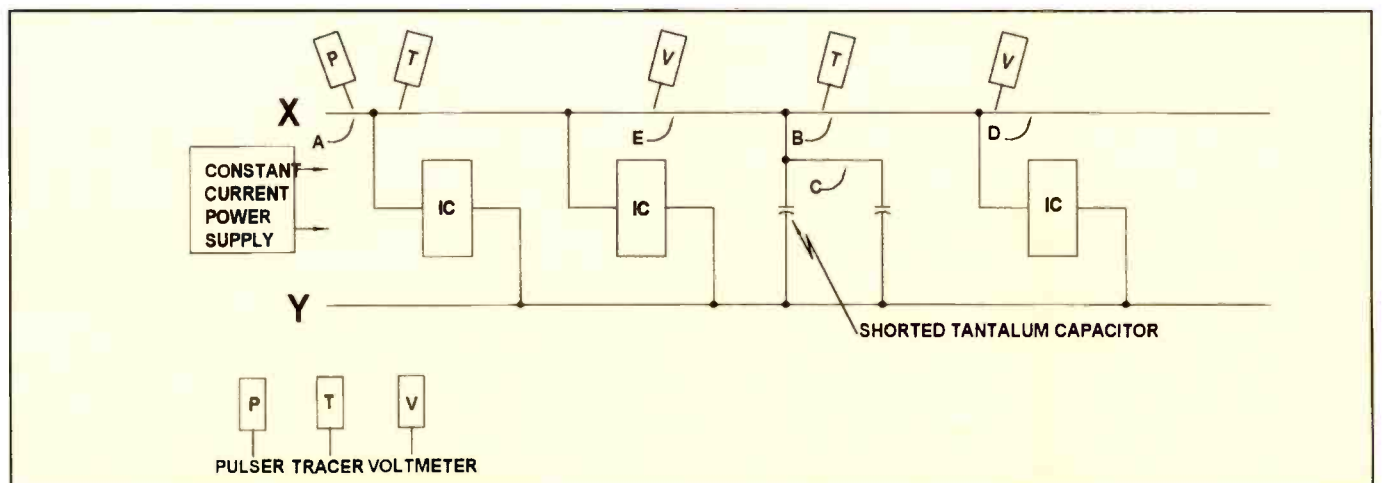 P T V T V
X
A E B D
CONSTANT
CURRENT
POWER
SUPPLY
C
IC IC IC
Y
SHORTED TANTALUM CAPACITOR
P T V
PULSER TRACER VOLTMETER